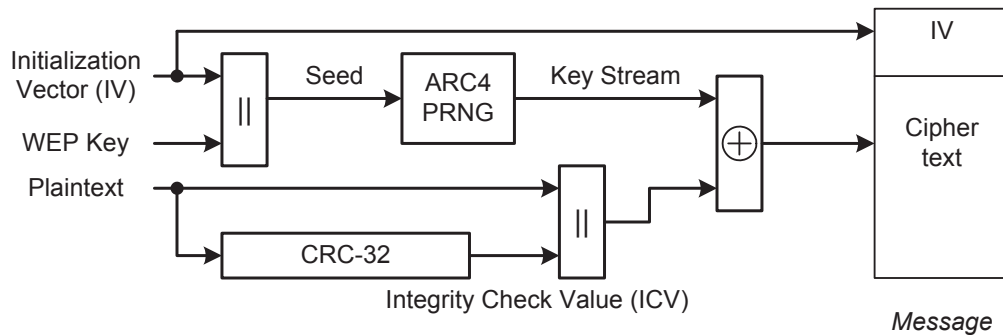 IV
Initialization
Vector (IV)
||
Seed
ARC4
PRNG
Key Stream
WEP Key
Cipher
text
Plaintext
||
CRC-32
Integrity Check Value (ICV)
Message